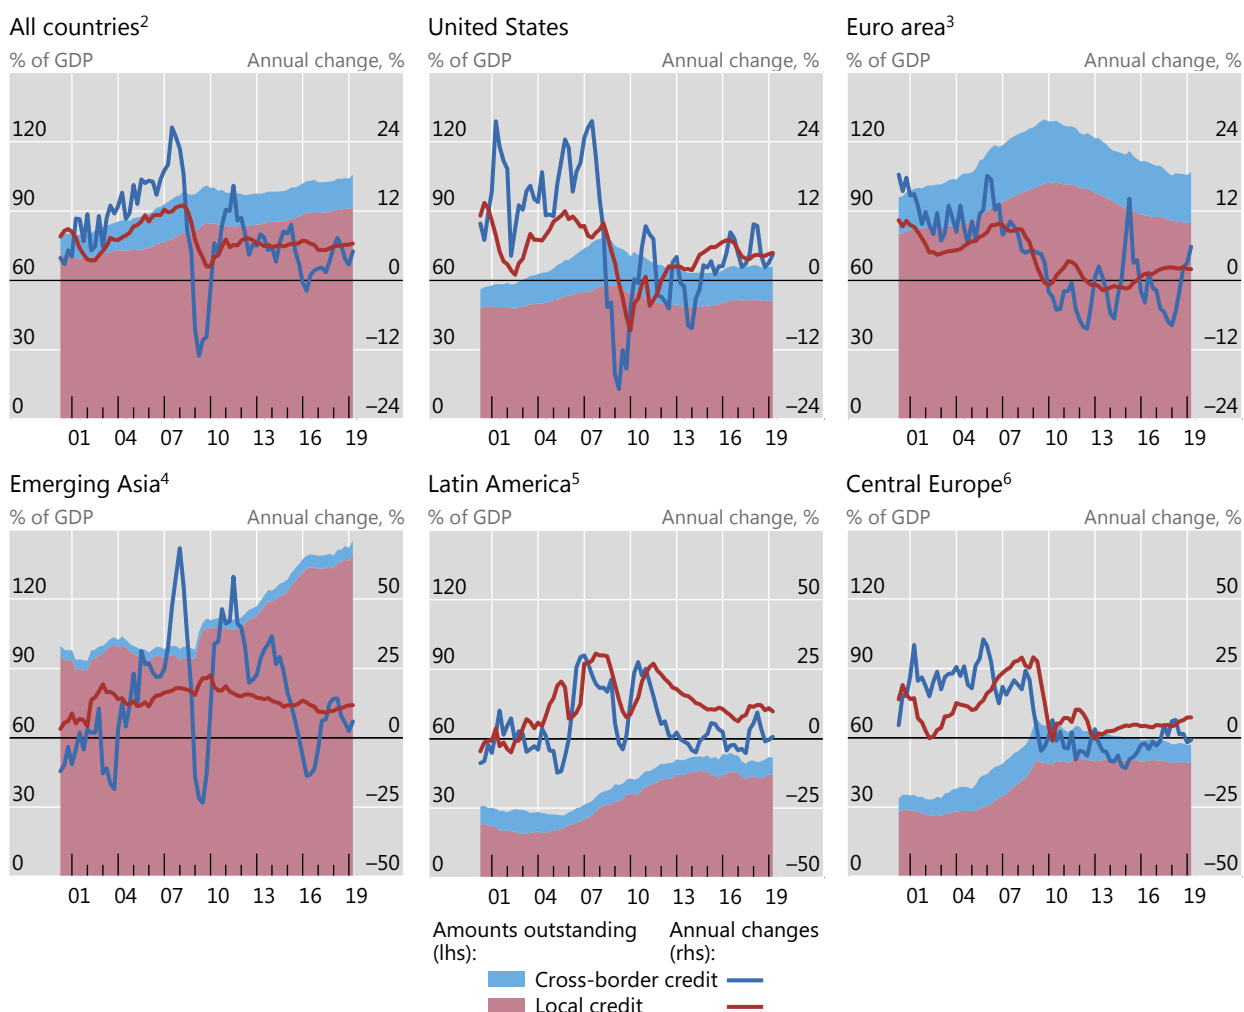 All countries² United States Euro area³
% of GDP Annual change, % % of GDP Annual change, % % of GDP Annual change, %
120 24 120 24 120 24
90 12 90 12 90 12
60 0 60 0 60 0
30 –12 30 –12 30 –12
0 –24 0 –24 0 –24
01 04 07 10 13 16 19 01 04 07 10 13 16 19 01 04 07 10 13 16 19
Emerging Asia⁴ Latin America⁵ Central Europe⁶
% of GDP Annual change, % % of GDP Annual change, % % of GDP Annual change, %
120 50 120 50 120 50
90 25 90 25 90 25
60 0 60 0 60 0
30 –25 30 –25 30 –25
0 –50 0 –50 0 –50
01 04 07 10 13 16 19 01 04 07 10 13 16 19 01 04 07 10 13 16 19
Amounts outstanding Annual changes
(lhs): (rhs):
Cross-border credit
Local credit